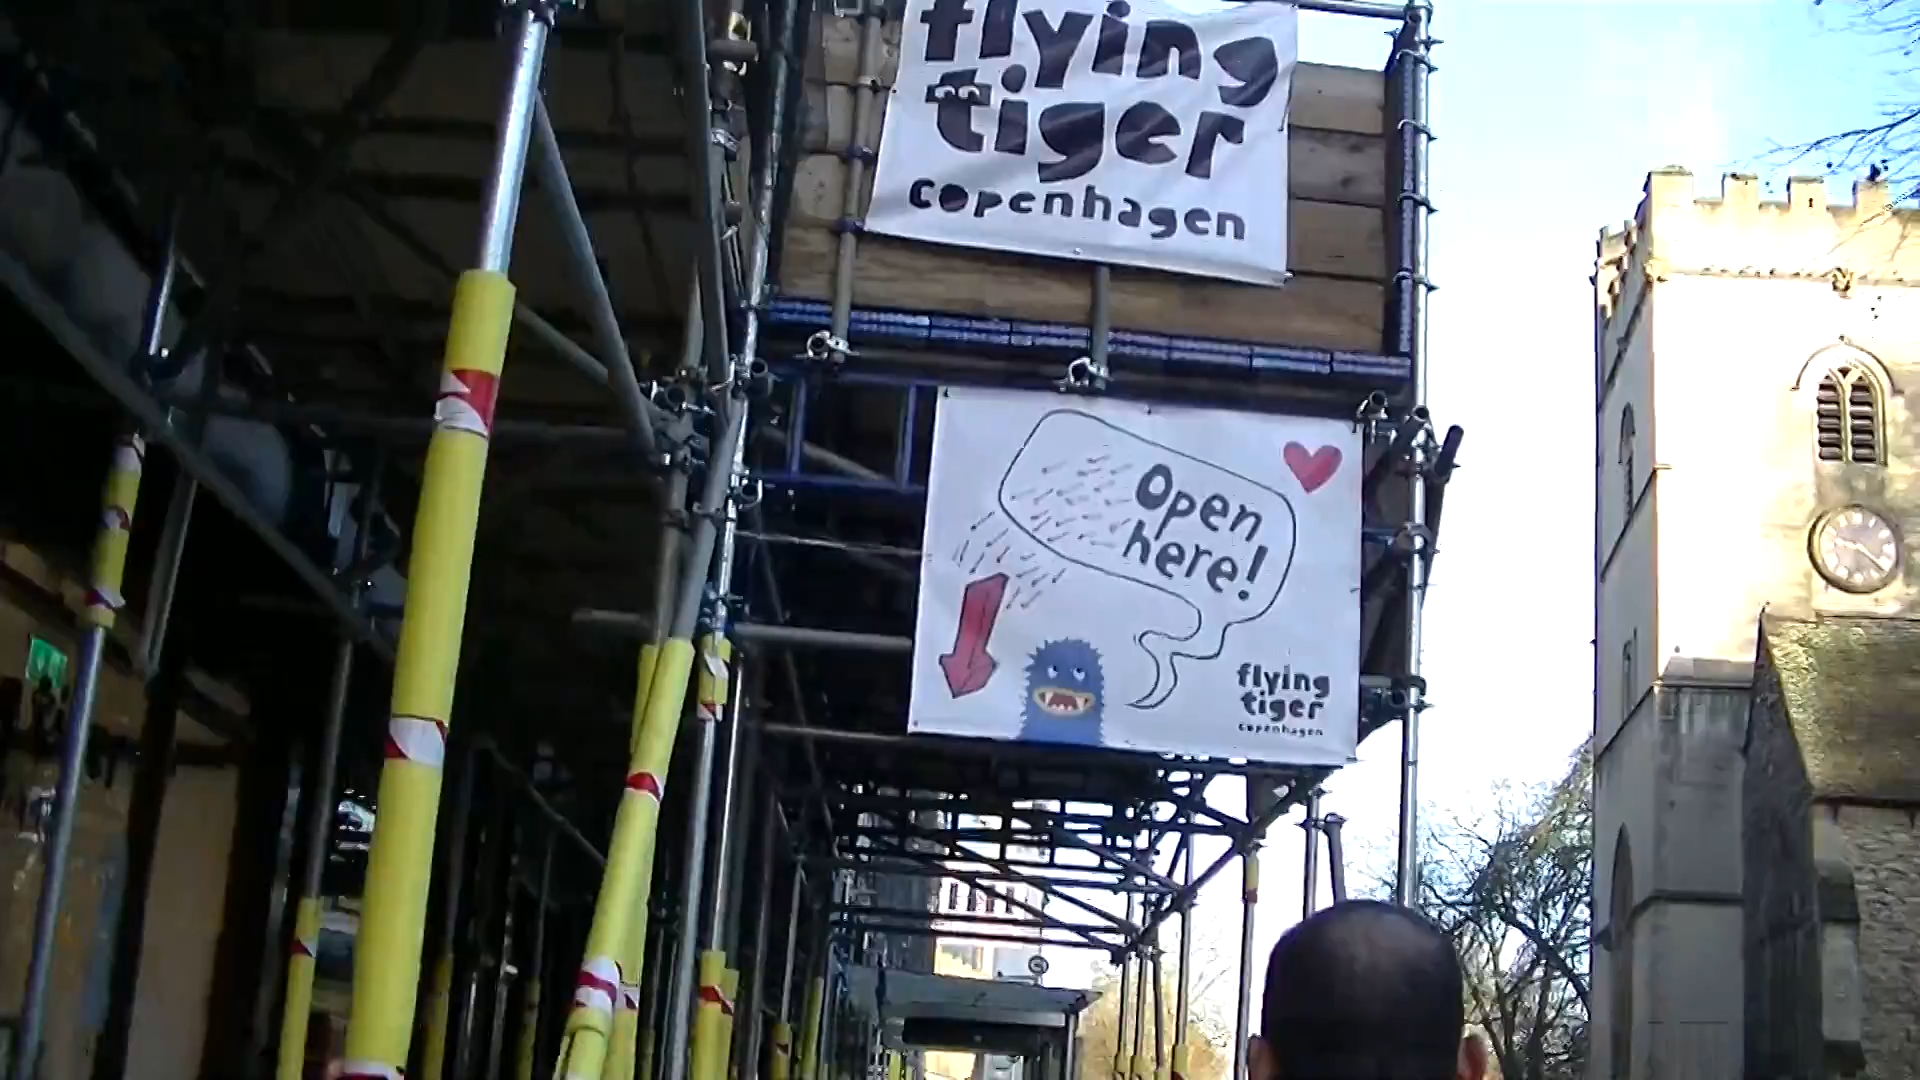 flying
tiger
copenhagen
Open
here!
flying
tiger
copenhagen